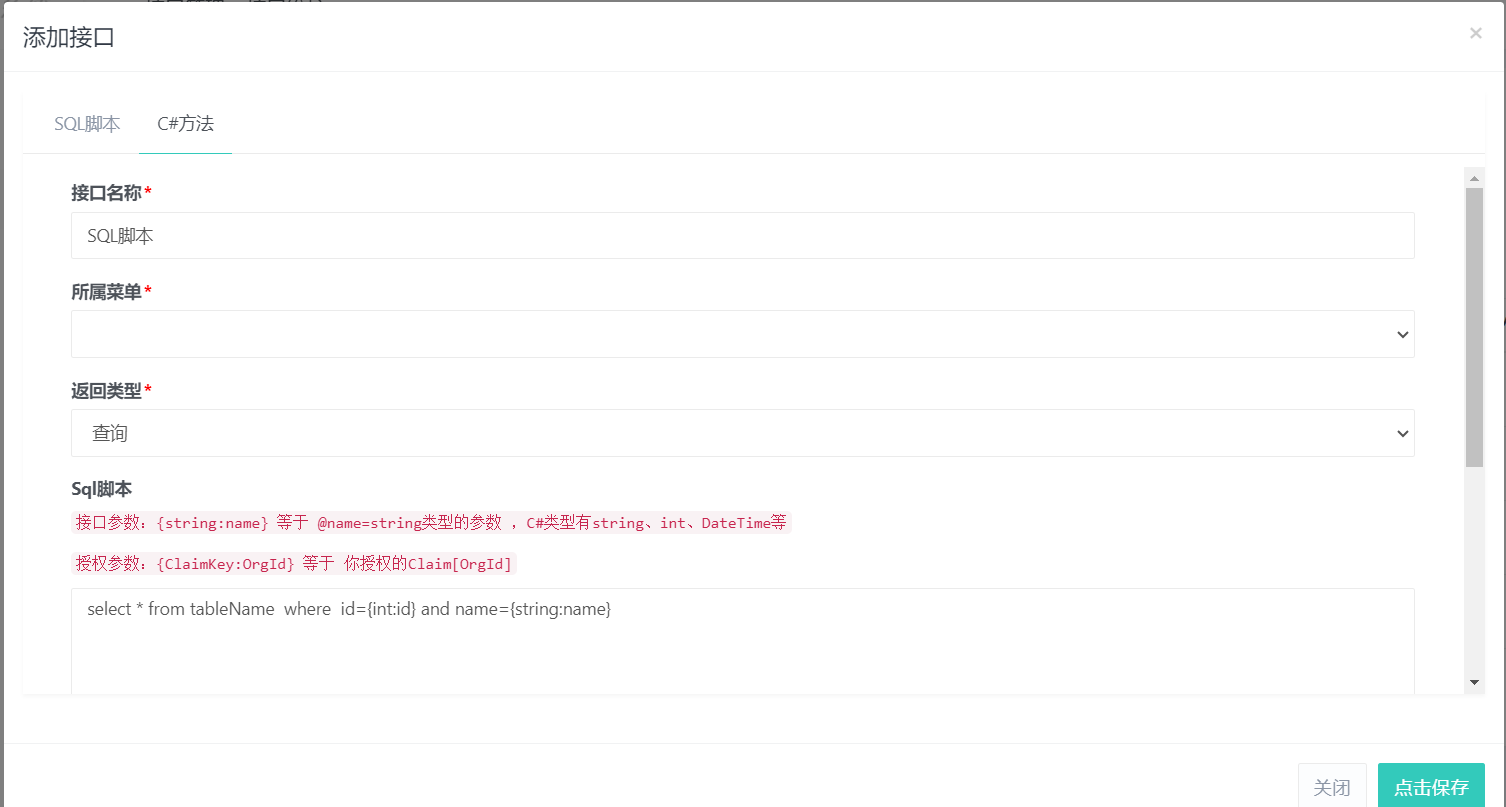 添加接口
×
SQL脚本 C#方法
接口名称*
SQL脚本
所属菜单*
返回类型*
查询
Sql脚本
接口参数: {string:name} 等于 @name=string类型的参数 , C#类型有string、int、DateTime等
授权参数: {ClaimKey:OrgId} 等于 你授权的Claim[OrgId]
select * from tableName  where  id={int:id} and name={string:name}
关闭 点击保存